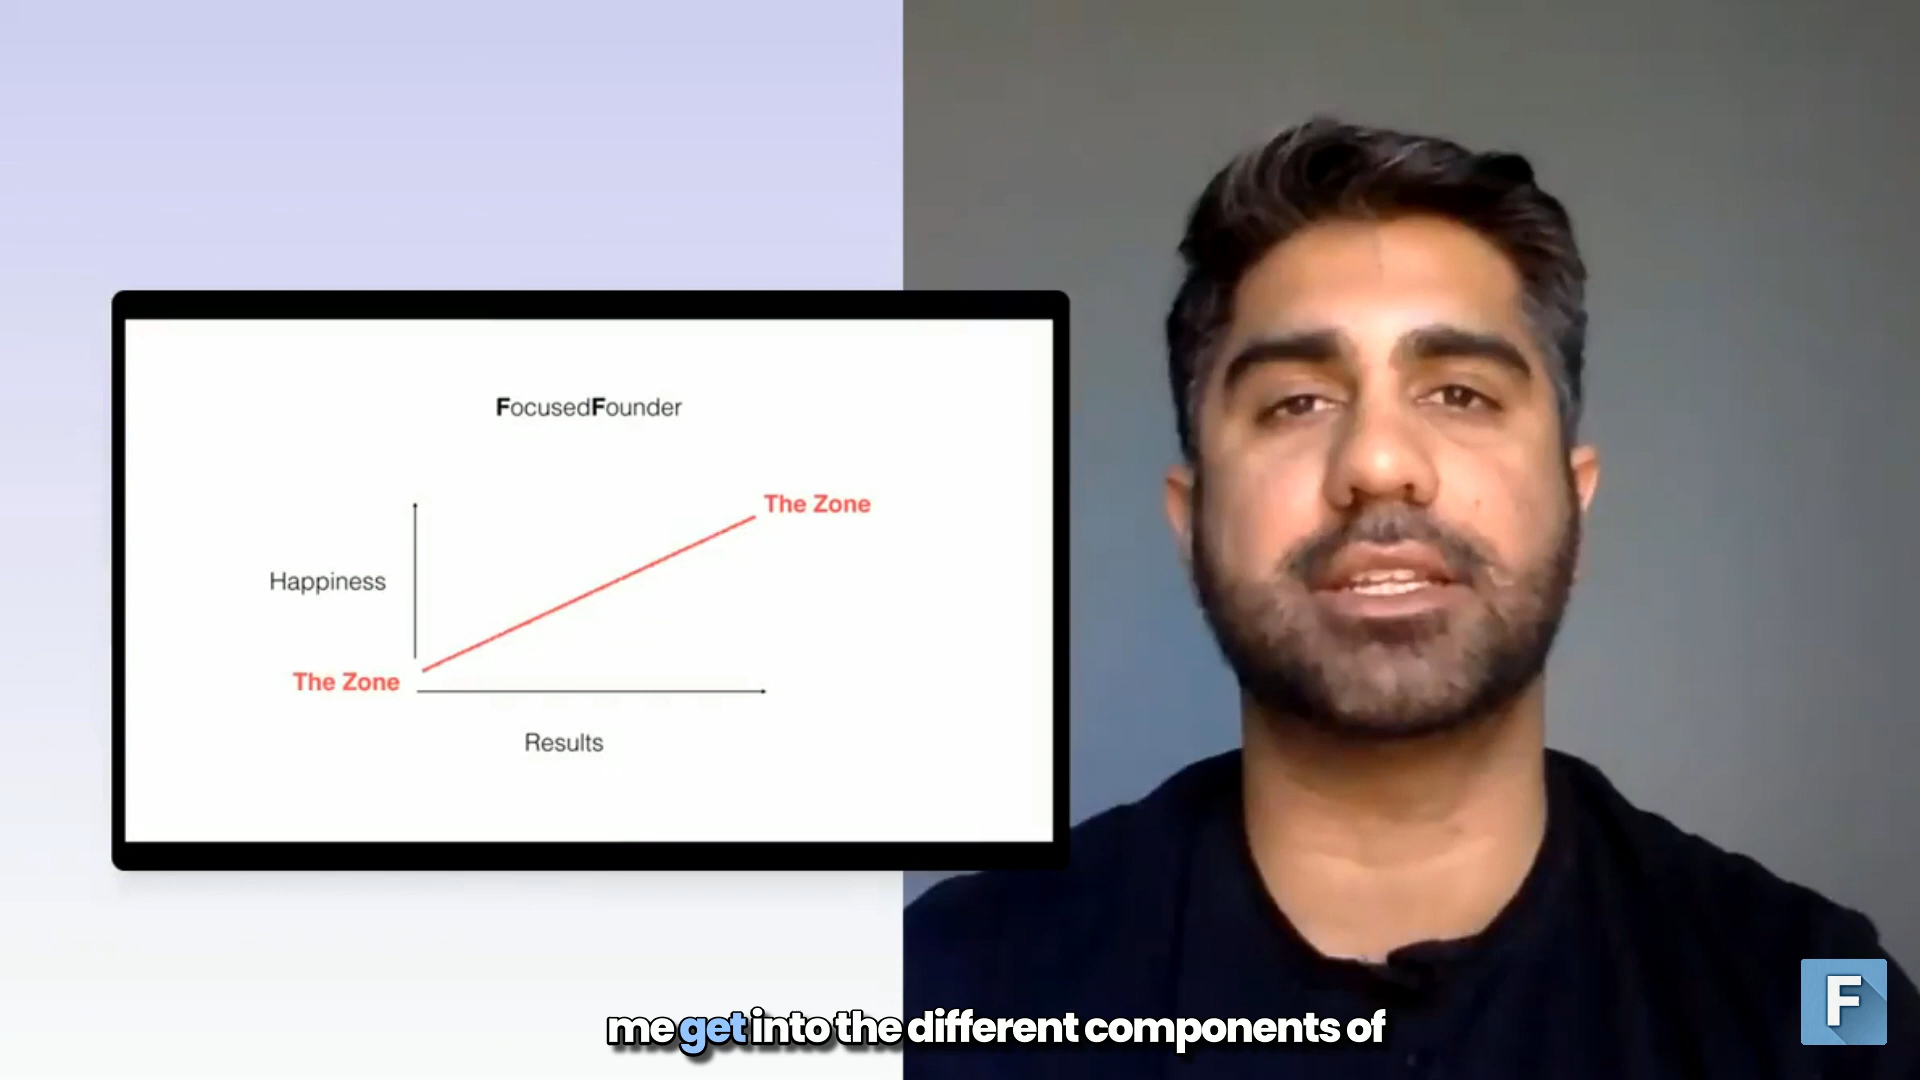 FocusedFounder
The Zone
Happiness
The Zone
Results
me get into the different components of
F